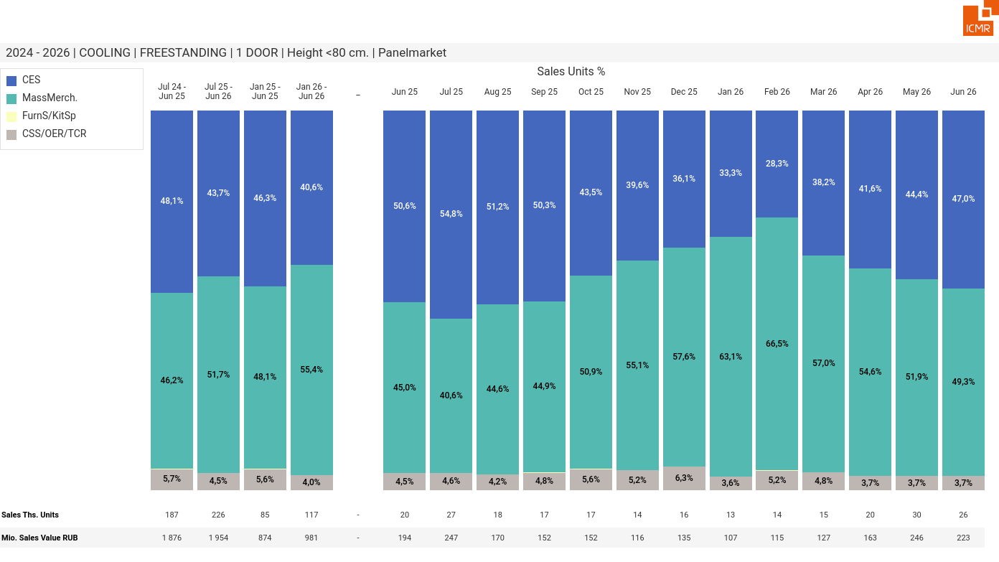 ICMR
2024 - 2026 | COOLING | FREESTANDING | 1 DOOR | Height <80 cm. | Panelmarket
Sales Units %
CES
MassMerch.
FurnS/KitSp
CSS/OER/TCR
Jul 24 - Jun 25 Jul 25 - Jun 26 Jan 25 - Jun 25 Jan 26 - Jun 26 – Jun 25 Jul 25 Aug 25 Sep 25 Oct 25 Nov 25 Dec 25 Jan 26 Feb 26 Mar 26 Apr 26 May 26 Jun 26
48,1% 43,7% 46,3% 40,6% 50,6% 54,8% 51,2% 50,3% 43,5% 39,6% 36,1% 33,3% 28,3% 38,2% 41,6% 44,4% 47,0%
46,2% 51,7% 48,1% 55,4% 45,0% 40,6% 44,6% 44,9% 50,9% 55,1% 57,6% 63,1% 66,5% 57,0% 54,6% 51,9% 49,3%
5,7% 4,5% 5,6% 4,0% 4,5% 4,6% 4,2% 4,8% 5,6% 5,2% 6,3% 3,6% 5,2% 4,8% 3,7% 3,7% 3,7%
Sales Ths. Units 187 226 85 117 - 20 27 18 17 17 14 16 13 14 15 20 30 26
Mio. Sales Value RUB 1 876 1 954 874 981 - 194 247 170 152 152 116 135 107 115 127 163 246 223